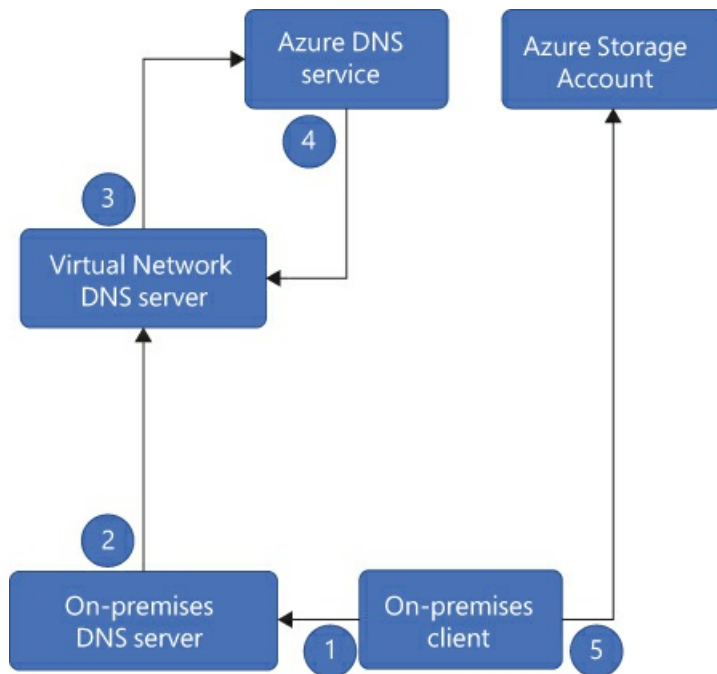 Azure DNS
service
Azure Storage
Account
4
3
Virtual Network
DNS server
2
On-premises
DNS server
On-premises
client
1
5